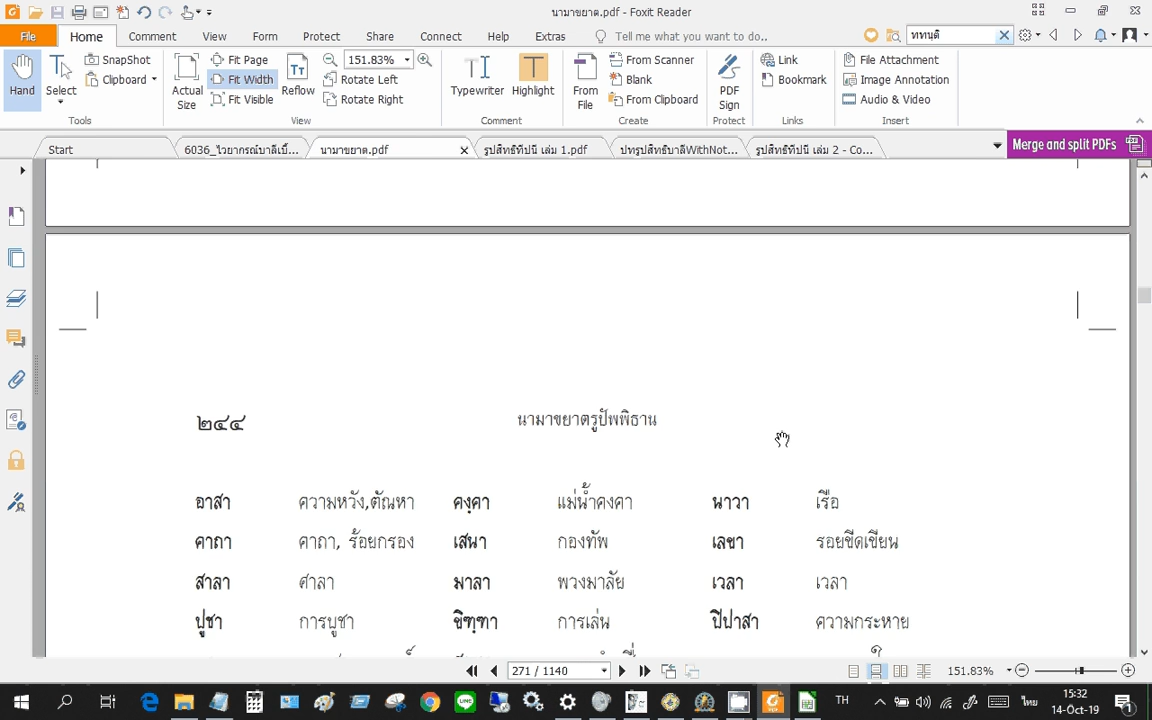 นามาขยาต.pdf - Foxit Reader
File Home Comment View Form Protect Share Connect Help Extras Tell me what you want to do..
ททนุติ
Hand
Select
SnapShot
Clipboard
Tools
Actual Size
Fit Page
Fit Width
Fit Visible
Reflow
151.83%
Rotate Left
Rotate Right
View
Typewriter
Highlight
Comment
From File
From Scanner
Blank
From Clipboard
Create
PDF Sign
Protect
Link
Bookmark
Links
File Attachment
Image Annotation
Audio & Video
Insert
Start
6036_ไวยากรณ์บาลีเบื้...
นามาขยาต.pdf
รูปสิทธิทีปนี เล่ม 1.pdf
ปทรูปสิทธิบาลีWithNot...
รูปสิทธิทีปนี เล่ม 2 - Co...
Merge and split PDFs
๒๔๔ นามาขยาตรูปัพพิธาน
อาสา ความหวัง,ตัณหา คงฺคา แม่น้ำคงคา นาวา เรือ
คาถา คาถา, ร้อยกรอง เสนา กองทัพ เลขา รอยขีดเขียน
สาลา ศาลา มาลา พวงมาลัย เวลา เวลา
ปูชา การบูชา ขิฑฺฑา การเล่น ปิปาสา ความกระหาย
271 / 1140
151.83%
TH
ไทย
15:32
14-Oct-19
1